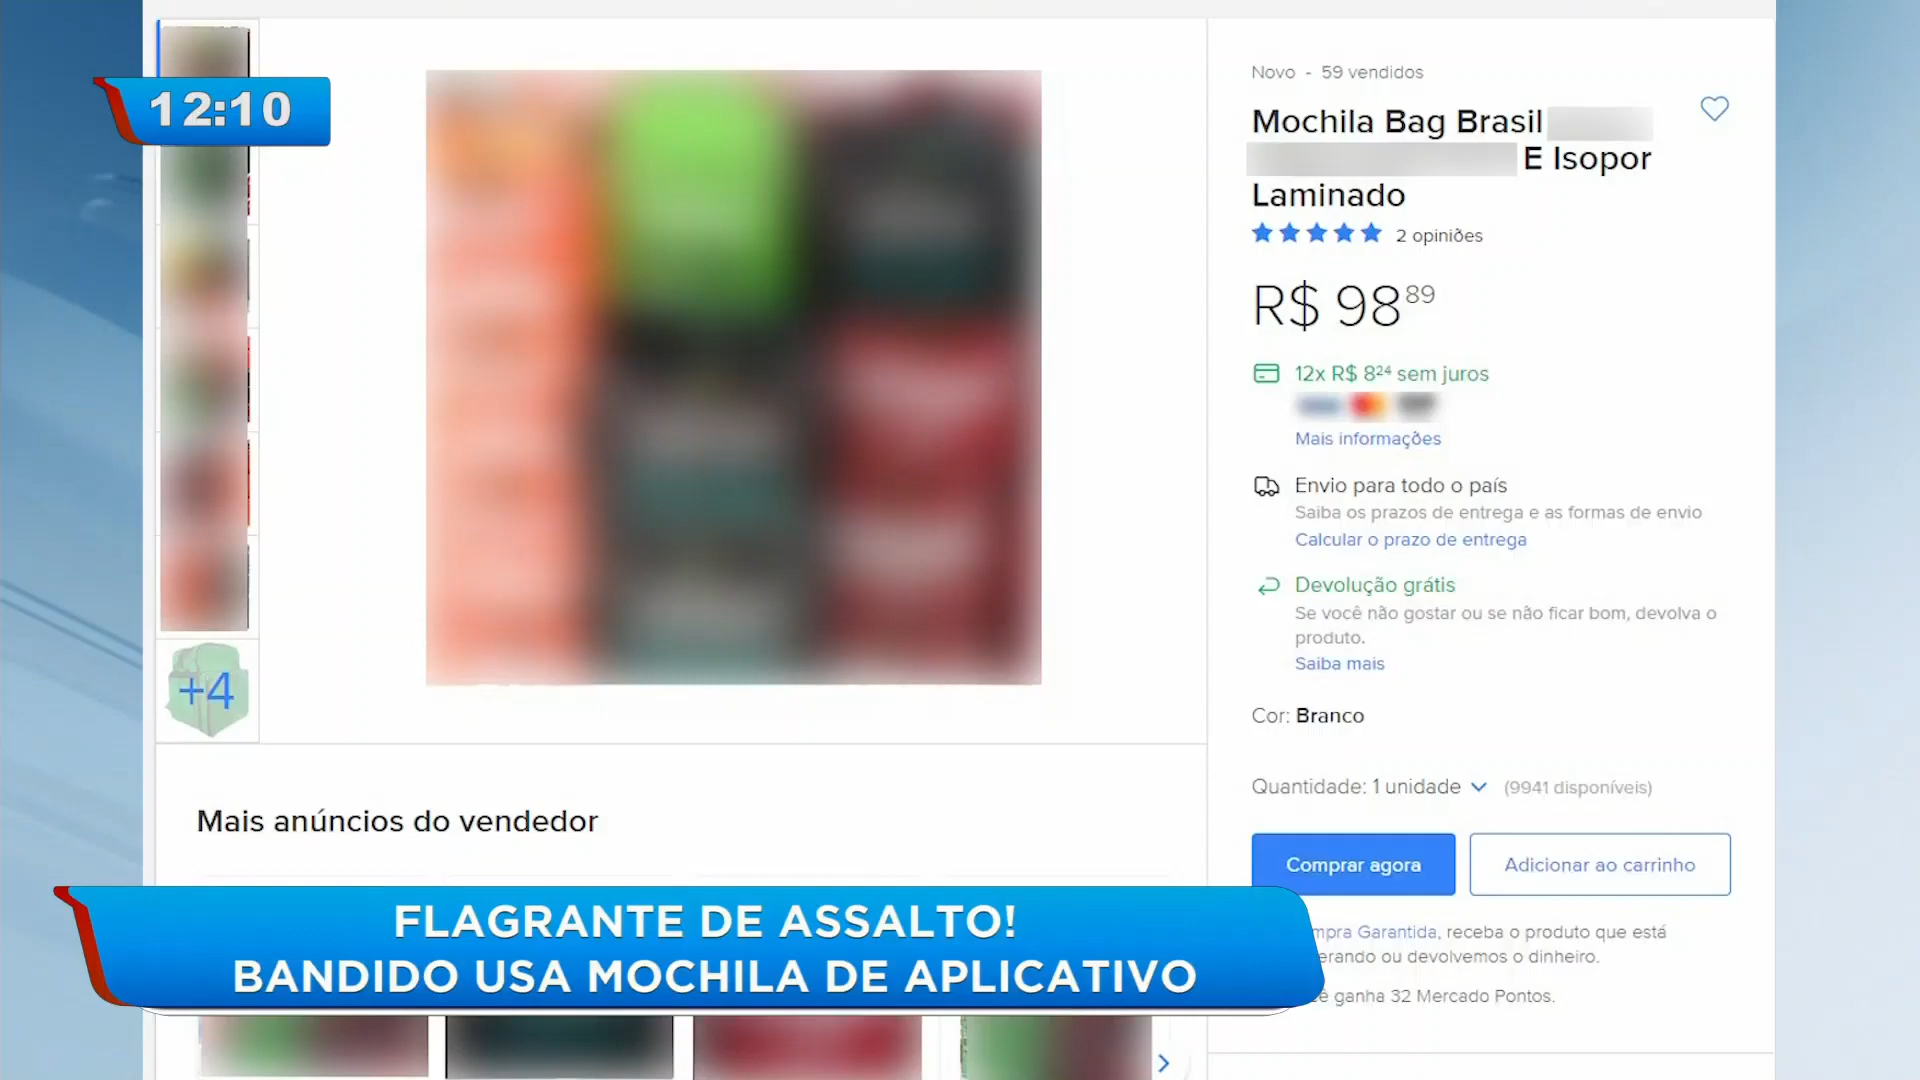 12:10
Novo - 59 vendidos
Mochila Bag Brasil
E Isopor
Laminado
2 opiniões
R$ 98 89
12x R$ 8 24 sem juros
Mais informações
Envio para todo o país
Saiba os prazos de entrega e as formas de envio
Calcular o prazo de entrega
Devolução grátis
Se você não gostar ou se não ficar bom, devolva o
produto.
Saiba mais
Cor: Branco
Quantidade: 1 unidade (9941 disponíveis)
Comprar agora
Adicionar ao carrinho
+4
Mais anúncios do vendedor
FLAGRANTE DE ASSALTO!
BANDIDO USA MOCHILA DE APLICATIVO
Garantida, receba o produto que está
ou devolvemos o dinheiro.
ganha 32 Mercado Pontos.